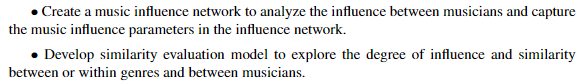 • Create a music influence network to analyze the influence between musicians and capture
the music influence parameters in the influence network.
• Develop similarity evaluation model to explore the degree of influence and similarity
between or within genres and between musicians.